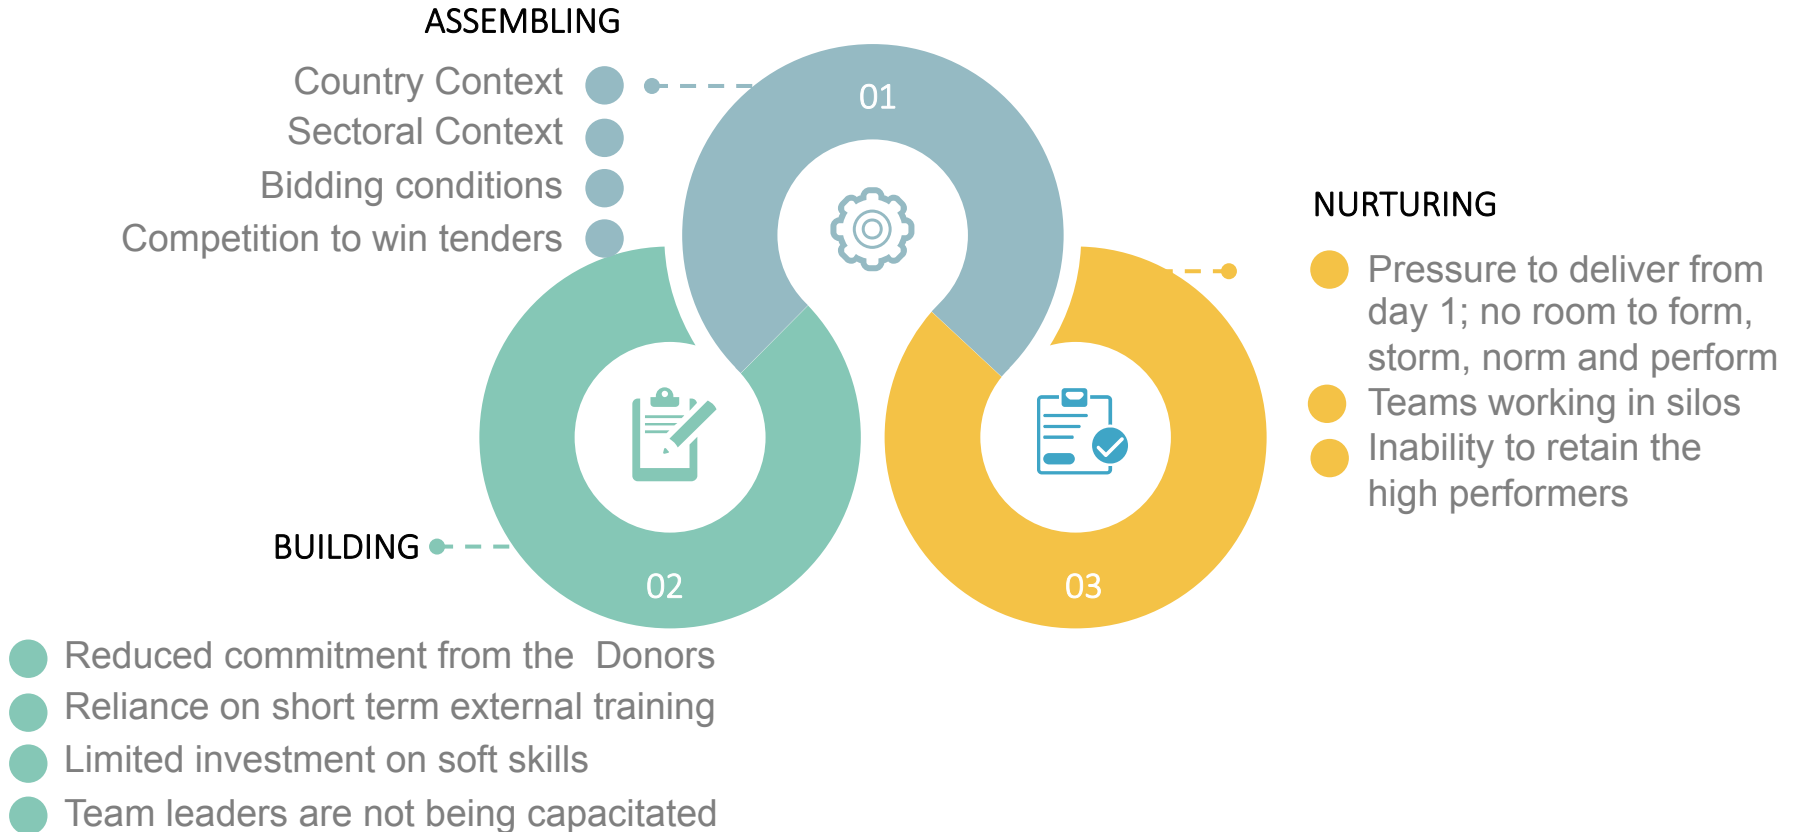 ASSEMBLING
Country Context
Sectoral Context
Bidding conditions
Competition to win tenders
01
NURTURING
Pressure to deliver from
day 1; no room to form,
storm, norm and perform
Teams working in silos
Inability to retain the
high performers
BUILDING
02
03
Reduced commitment from the  Donors
Reliance on short term external training
Limited investment on soft skills
Team leaders are not being capacitated